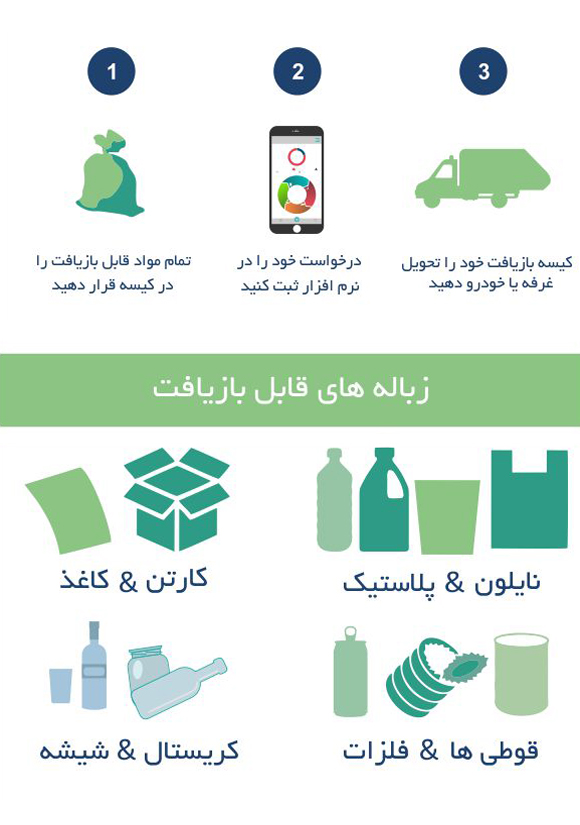 1
تمام مواد قابل بازیافت را
در کیسه قرار دهید
2
درخواست خود را در
نرم افزار ثبت کنید
3
کیسه بازیافت خود را تحویل
غرفه یا خودرو دهید
زباله های قابل بازیافت
نایلون & پلاستیک
کارتن & کاغذ
قوطی ها & فلزات
کریستال & شیشه